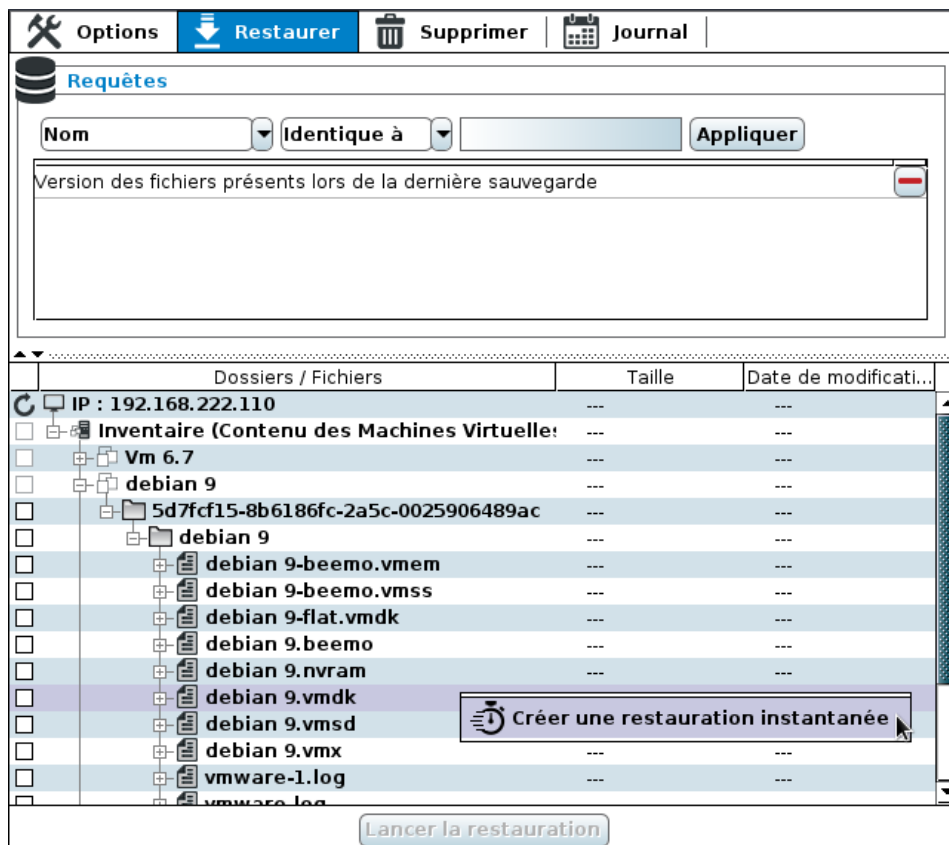 Options Restaurer Supprimer Journal
Requêtes
Nom Identique à Appliquer
Version des fichiers présents lors de la dernière sauvegarde
Dossiers / Fichiers Taille Date de modificati...
IP : 192.168.222.110 --- ---
Inventaire (Contenu des Machines Virtuelles --- ---
Vm 6.7 --- ---
debian 9 --- ---
5d7fcf15-8b6186fc-2a5c-0025906489ac --- ---
debian 9 --- ---
debian 9-beemo.vmem --- ---
debian 9-beemo.vmss --- ---
debian 9-flat.vmdk --- ---
debian 9.beemo --- ---
debian 9.nvram --- ---
debian 9.vmdk
Créer une restauration instantanée
debian 9.vmsd
debian 9.vmx --- ---
vmware-1.log --- ---
vmware.log
Lancer la restauration